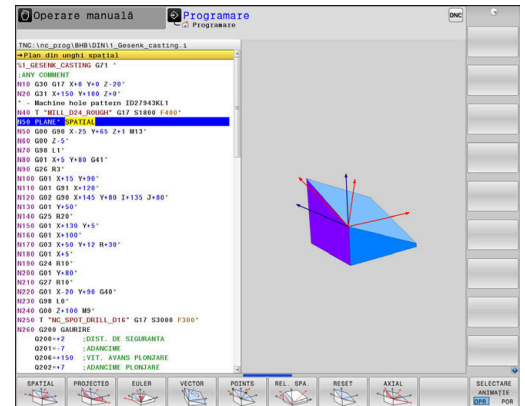 Operare manuală
Programare
Programare
DNC
TNC:\nc_prog\BHB\DIN\1_Gesenk_casting.i
→Plan din unghi spaţial
%1_GESENK_CASTING G71 *
;ANY COMMENT
N10 G30 G17 X+0 Y+0 Z-20*
N20 G31 X+150 Y+100 Z+0*
* - Machine hole pattern ID27943KL1
N40 T "MILL_D24_ROUGH" G17 S1800 F400*
N50 PLANE* SPATIAL
N50 G00 G90 X-25 Y+65 Z+1 M13*
N60 G00 Z-5*
N70 G98 L1*
N80 G01 X+5 Y+80 G41*
N90 G26 R3*
N100 G01 X+15 Y+90*
N110 G01 G91 X+120*
N120 G02 G90 X+145 Y+80 I+135 J+80*
N130 G01 Y+50*
N140 G25 R20*
N150 G01 X+130 Y+5*
N160 G01 X+100*
N170 G03 X+50 Y+12 R+30*
N180 G01 X+5*
N190 G24 R10*
N200 G01 Y+80*
N210 G27 R10*
N220 G01 X-20 Y+90 G40*
N230 G98 L0*
N240 G00 Z+100 M9*
N250 T "NC_SPOT_DRILL_D16" G17 S3000 F300*
N260 G200 GAURIRE
Q200=+2 ;DIST. DE SIGURANTA
Q201=-7 ;ADANCIME
Q206=+150 ;VIT. AVANS PLONJARE
Q202=+7 ;ADANCIME PLONJARE
SPATIAL
PROJECTED
EULER
VECTOR
POINTS
REL. SPA.
RESET
AXIAL
SELECTARE
ANIMAŢIE
OPR POR